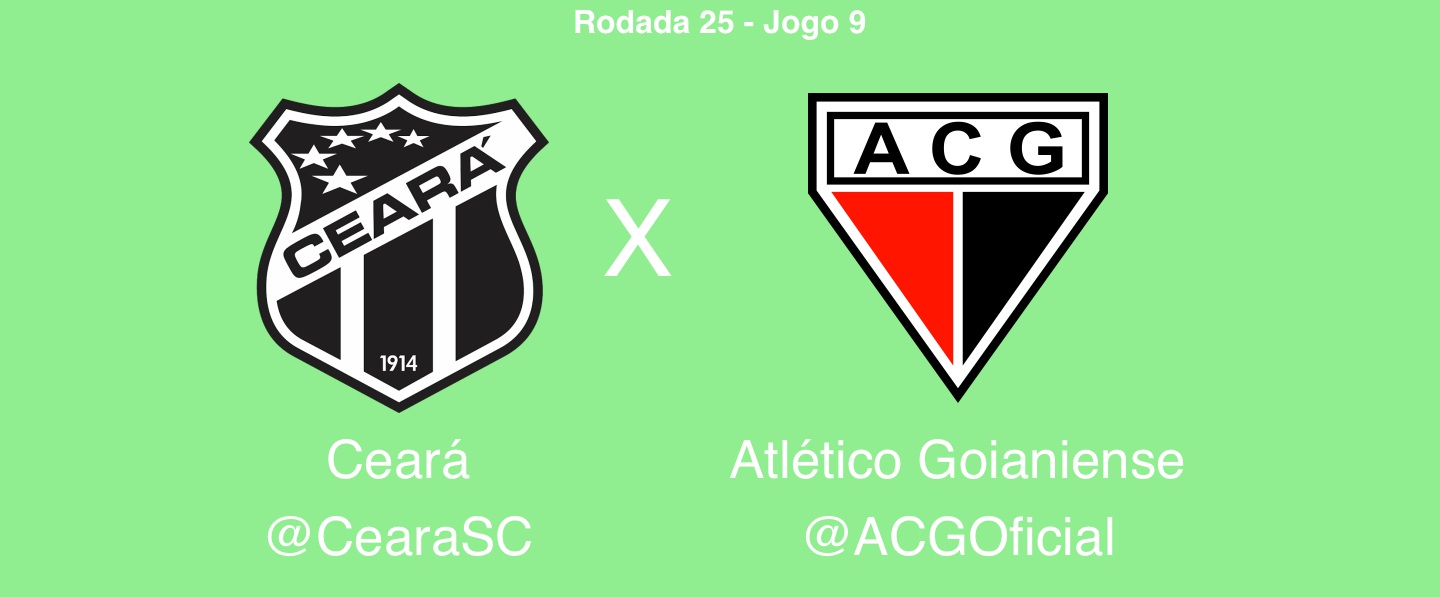 Rodada 25 - Jogo 9
CEARÁ
1914
X
ACG
Ceará
Atlético Goianiense
@CearaSC
@ACGOficial